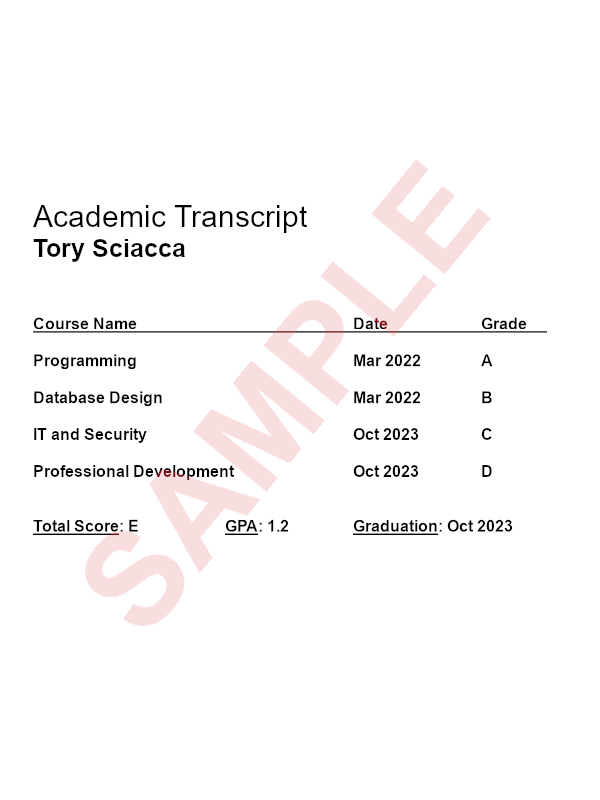 Academic Transcript
Tory Sciacca
Course Name Date Grade
Programming Mar 2022 A
Database Design Mar 2022 B
IT and Security Oct 2023 C
Professional Development Oct 2023 D
Total Score: E GPA: 1.2 Graduation: Oct 2023
SAMPLE